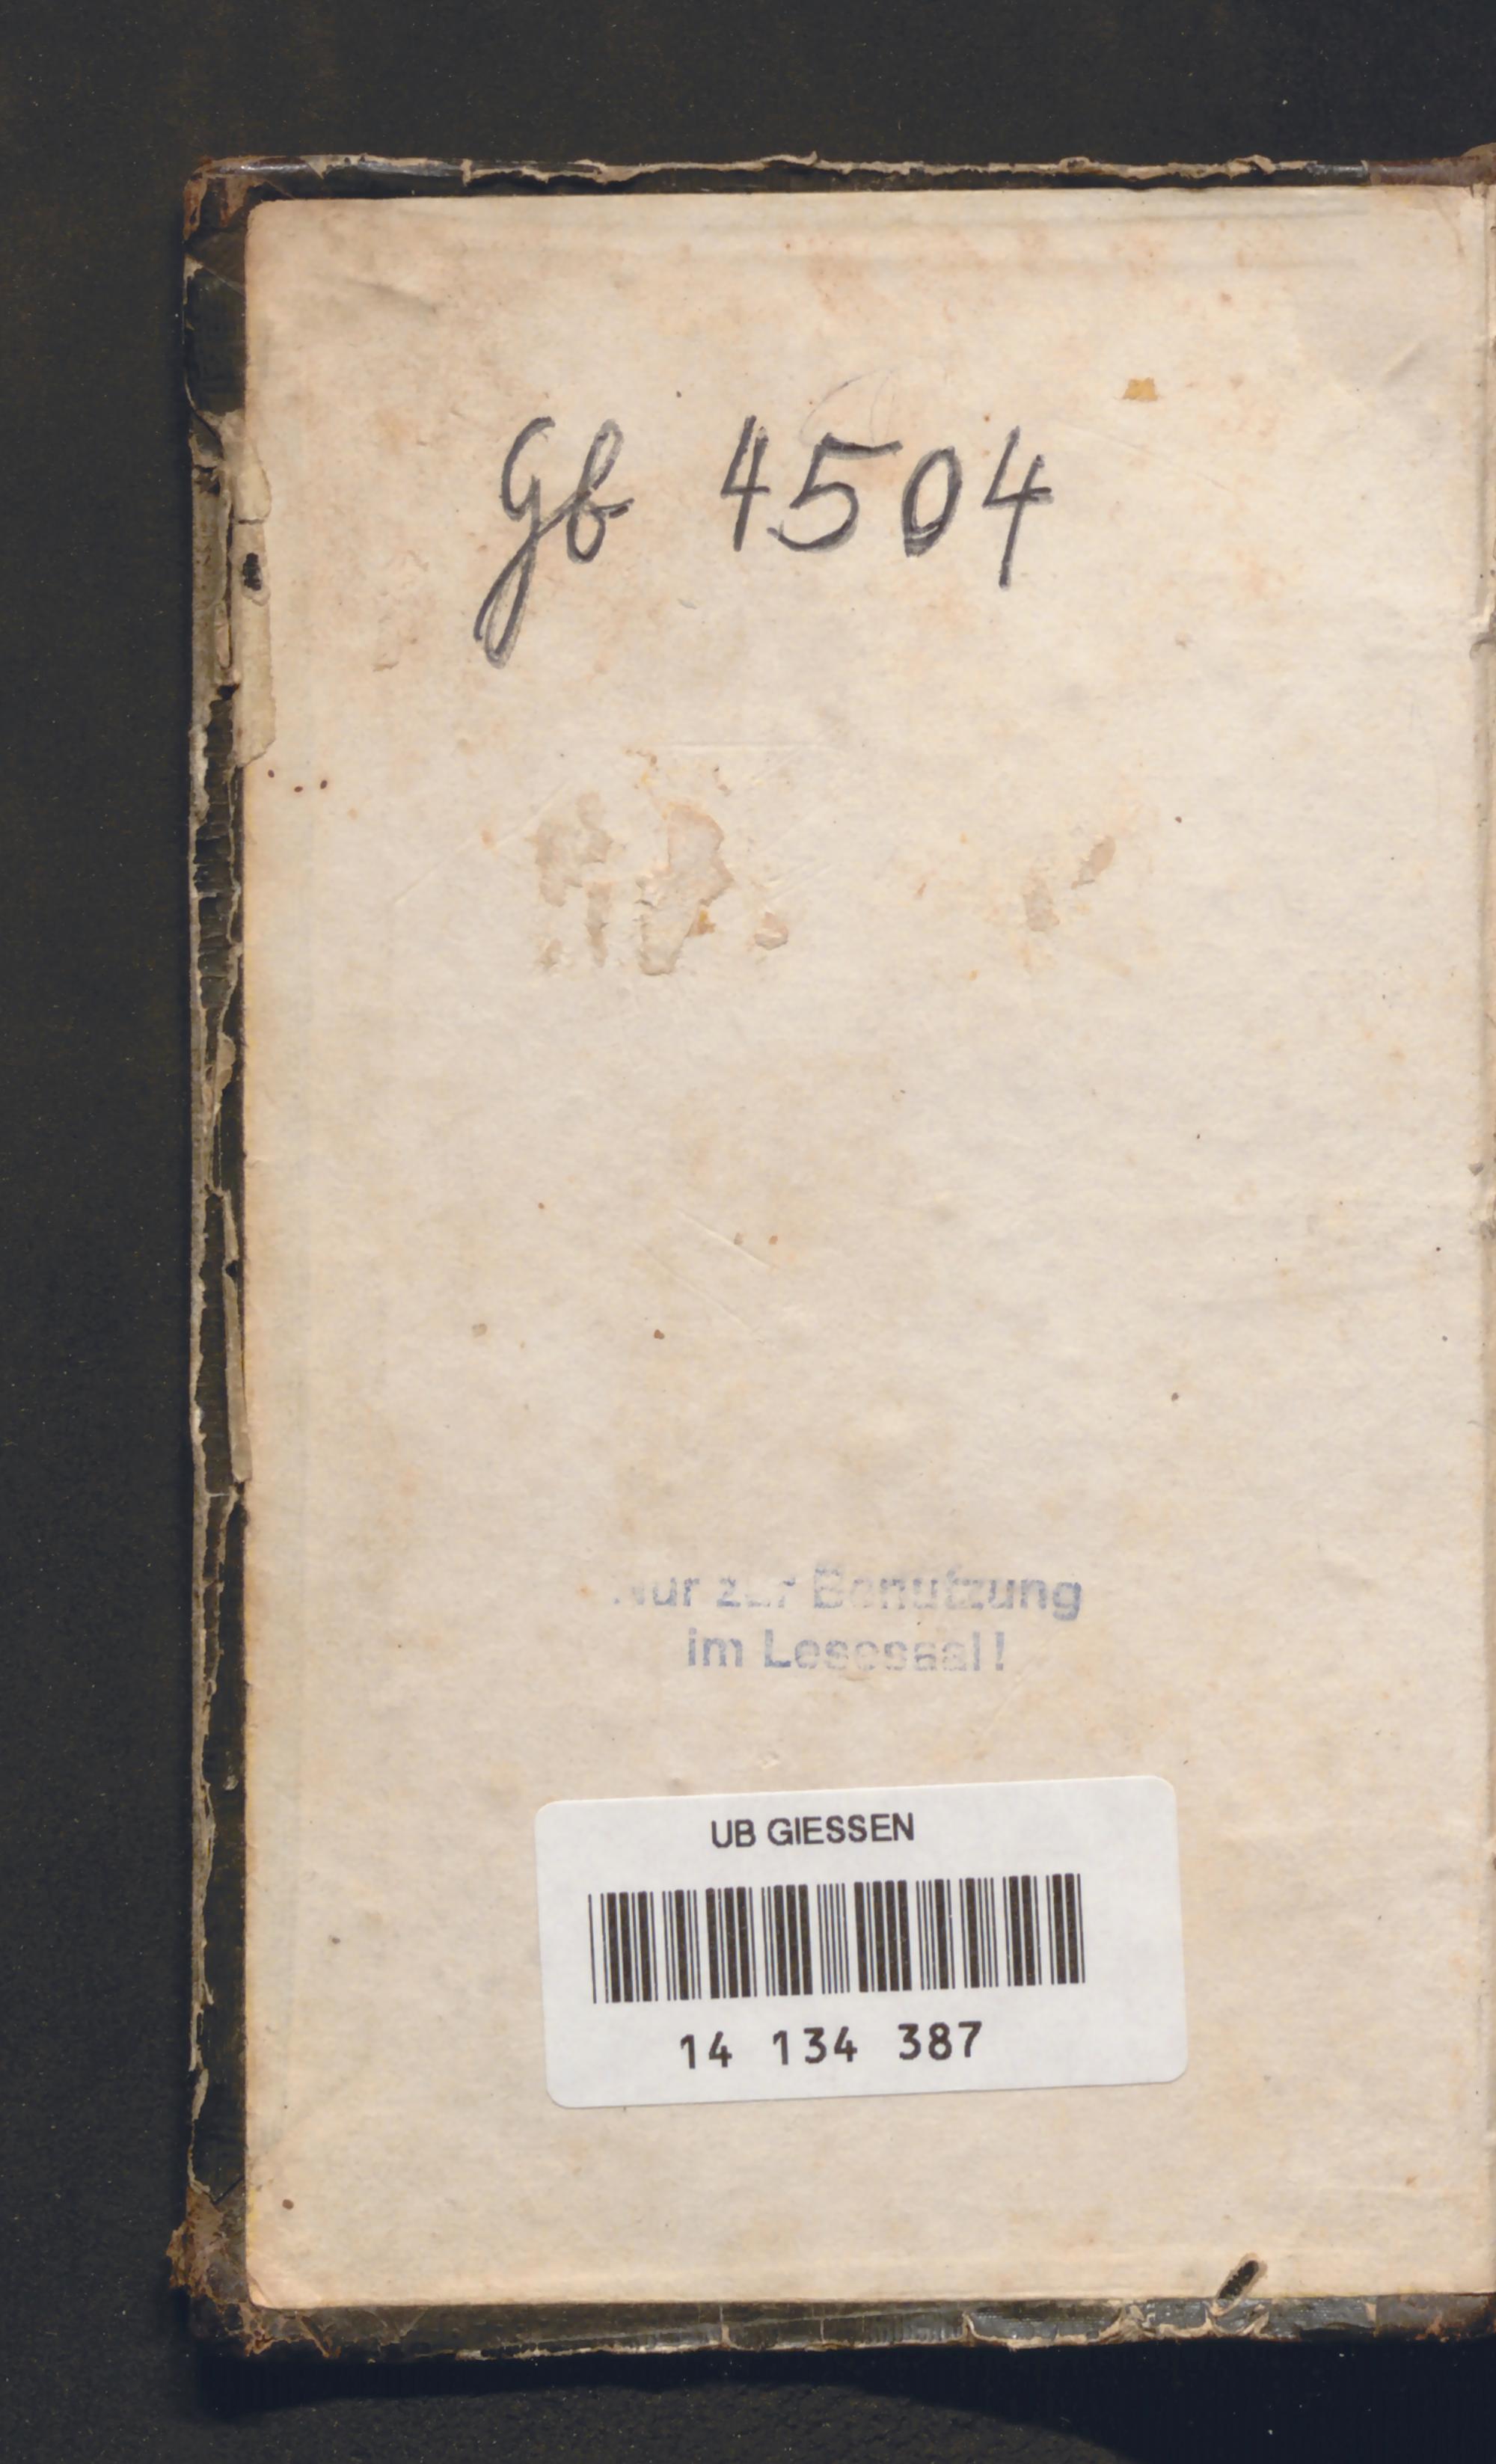 Gb 4504
Nur zur Benutzung
im Lesesaal!
UB GIESSEN
14 134 387